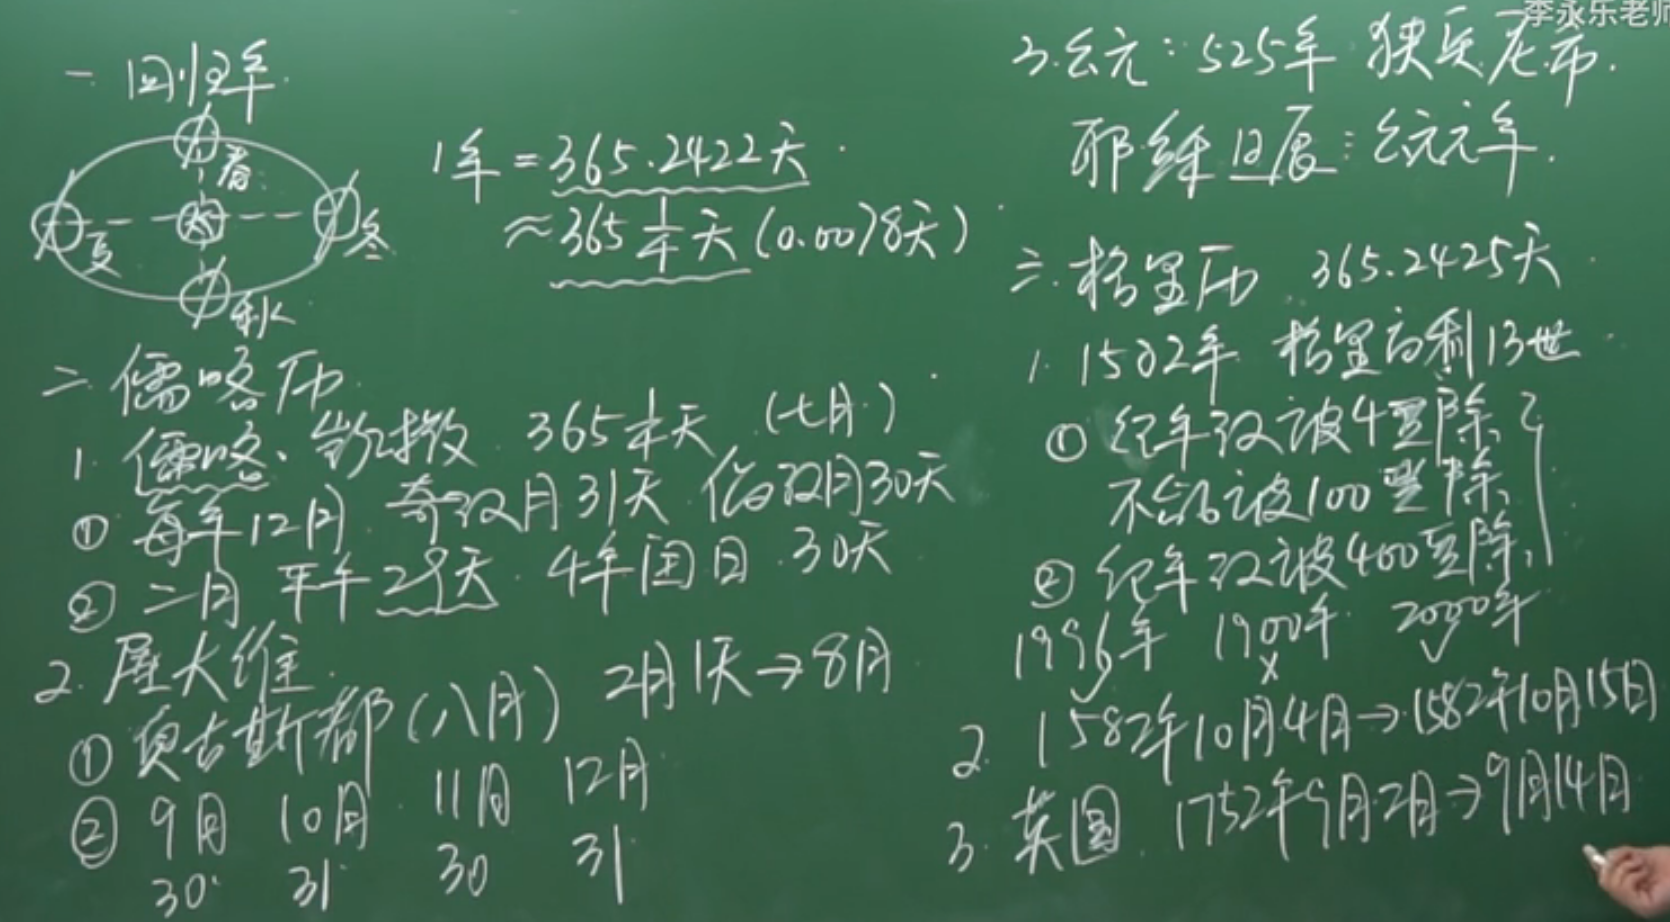 一. 回归年.
春
夏
太
冬
秋
1年=365.2422天.
≈365 1/4 天(0.0078天)
二. 儒略历.
1. 儒略·凯撒 365 1/4 天 (七月)
① 每年12月 奇数月31天 偶数月30天
② 二月 平年29天 4年闰日 30天
2. 屋大维.
① 奥古斯都(八月) 2月1天→8月
② 9月 10月 11月 12月
30 31 30 31
3. 公元: 525年 狄奥尼希.
耶稣旦辰: 公元元年.
三. 格里历 365.2425天.
1. 1582年 格里高利13世
① 纪年数被4整除,
不能被100整除
② 纪年数被400整除,
1996年 1900年 2000年
✓ x ✓
2. 1582年10月4月→1582年10月15日
3. 英国 1752年9月2月→9月14日
李永乐老师